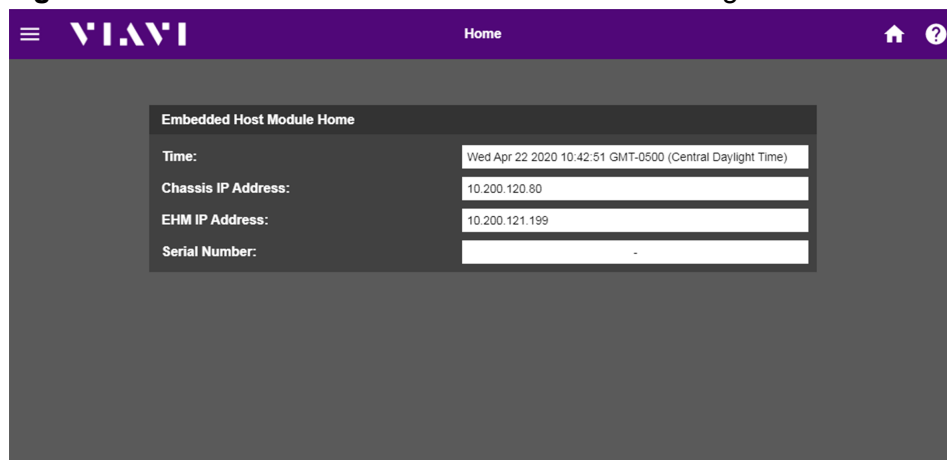 VIAVI
Home
Embedded Host Module Home
Time: Wed Apr 22 2020 10:42:51 GMT-0500 (Central Daylight Time)
Chassis IP Address: 10.200.120.80
EHM IP Address: 10.200.121.199
Serial Number: -